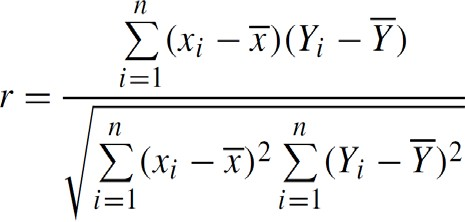 r = \frac{\sum_{i=1}^{n}(x_i - \overline{x})(Y_i - \overline{Y})}{\sqrt{\sum_{i=1}^{n}(x_i - \overline{x})^2 \sum_{i=1}^{n}(Y_i - \overline{Y})^2}}